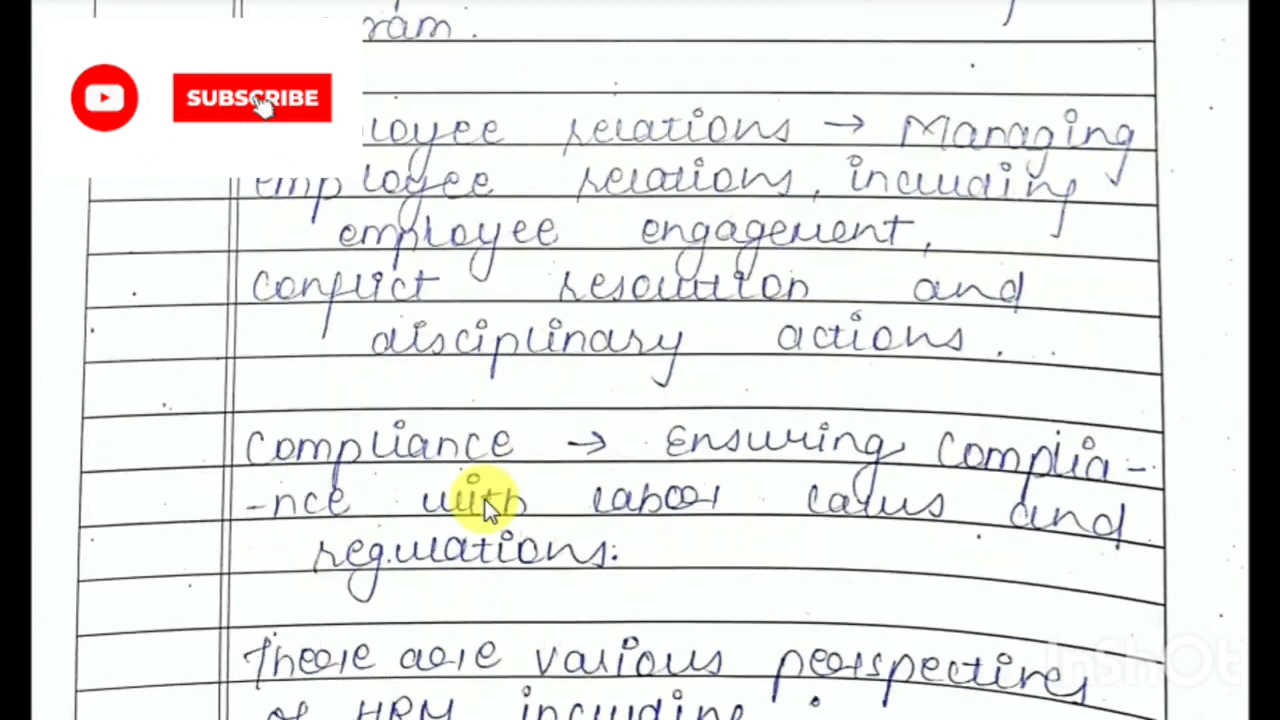 ram.
SUBSCRIBE
loyee relations → Managing
employee relations, including
employee engagement,
conflict resolution and
disciplinary actions.
Compliance → Ensuring Complia-
-nce with labor laws and
regulations:
There are various perspectives
of HRM including:
InShOt